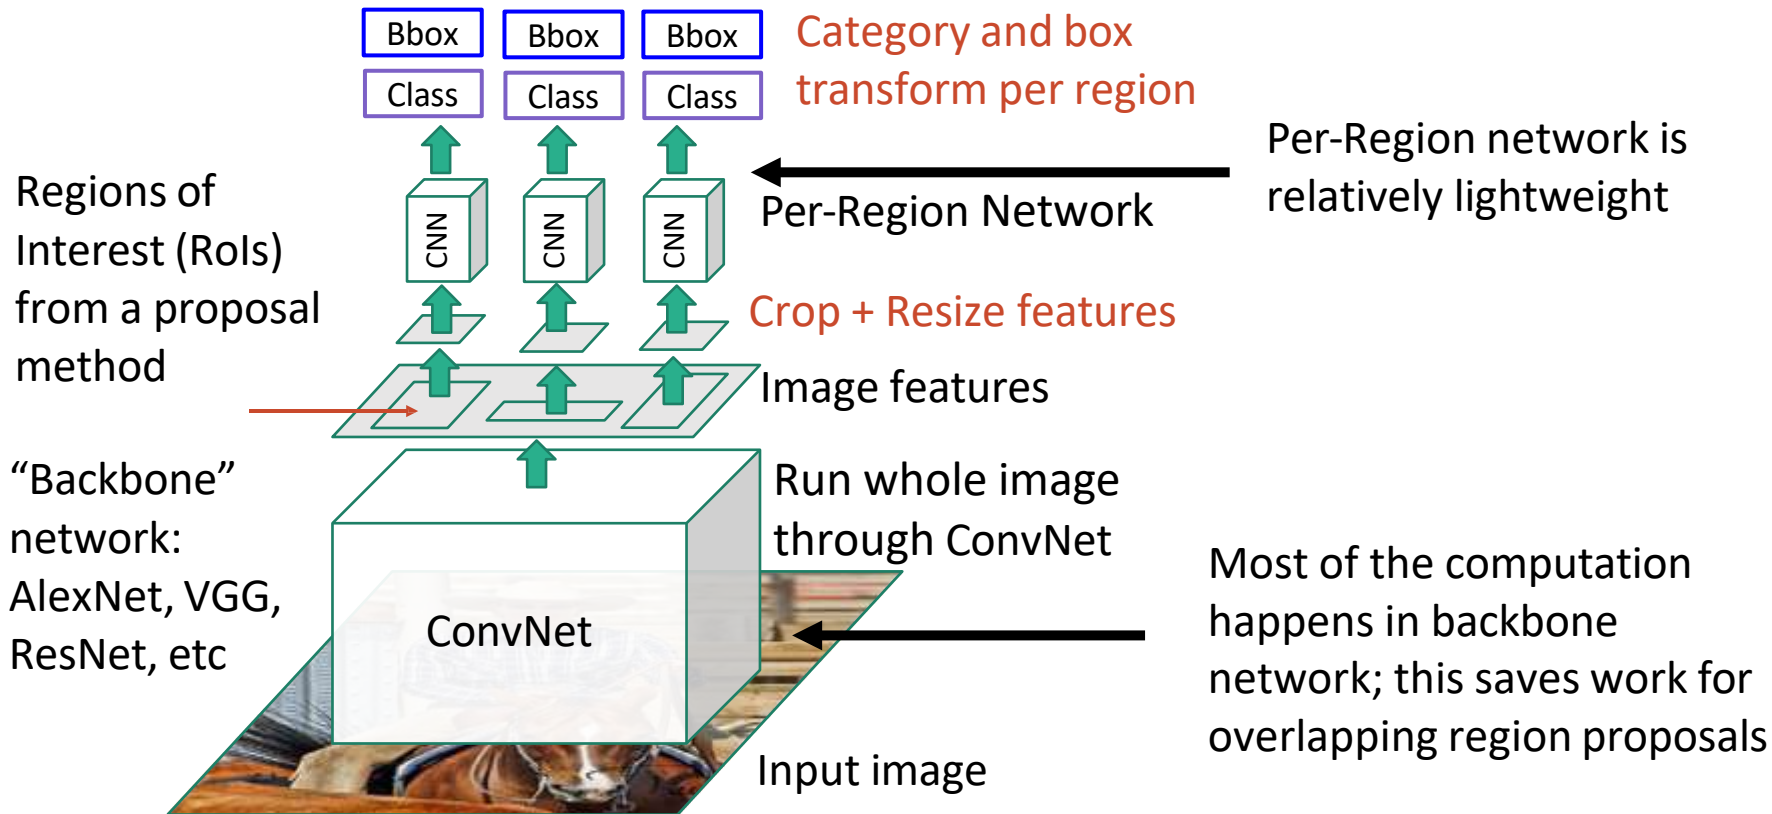 Bbox
Bbox
Bbox
Class
Class
Class
Category and box
transform per region
Per-Region network is
relatively lightweight
Regions of
Interest (RoIs)
from a proposal
method
CNN
CNN
CNN
Per-Region Network
Crop + Resize features
Image features
“Backbone”
network:
AlexNet, VGG,
ResNet, etc
Run whole image
through ConvNet
ConvNet
Most of the computation
happens in backbone
network; this saves work for
overlapping region proposals
Input image